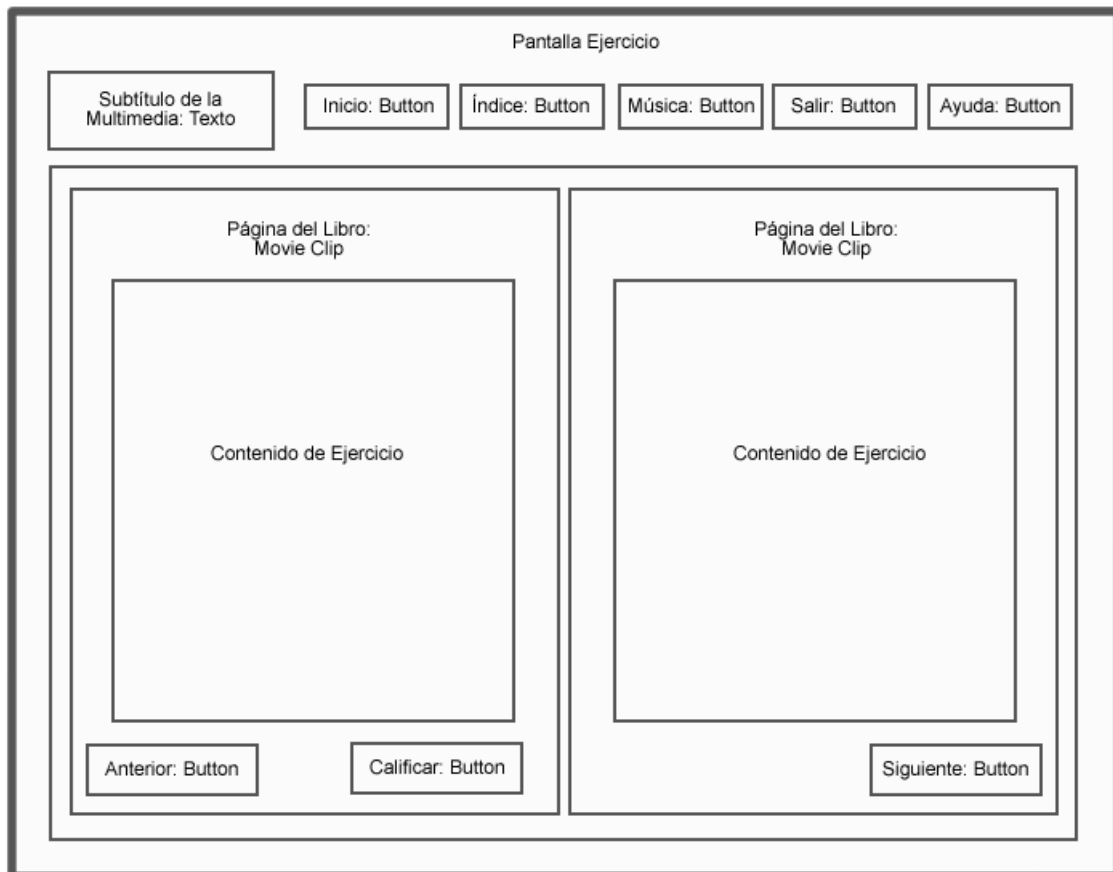 Pantalla Ejercicio
Subtítulo de la
Multimedia: Texto
Inicio: Button
Índice: Button
Música: Button
Salir: Button
Ayuda: Button
Página del Libro:
Movie Clip
Contenido de Ejercicio
Anterior: Button
Calificar: Button
Página del Libro:
Movie Clip
Contenido de Ejercicio
Siguiente: Button